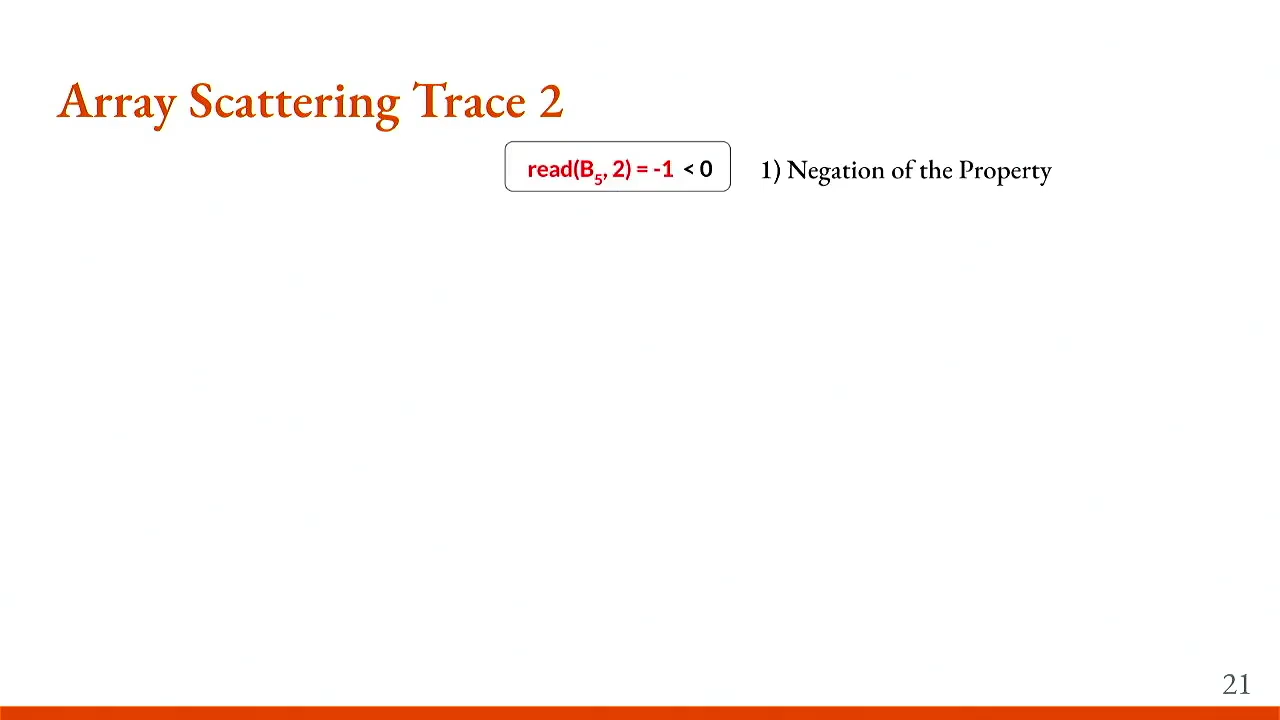 Array Scattering Trace 2
read(B₅, 2) = -1 < 0
1) Negation of the Property
21